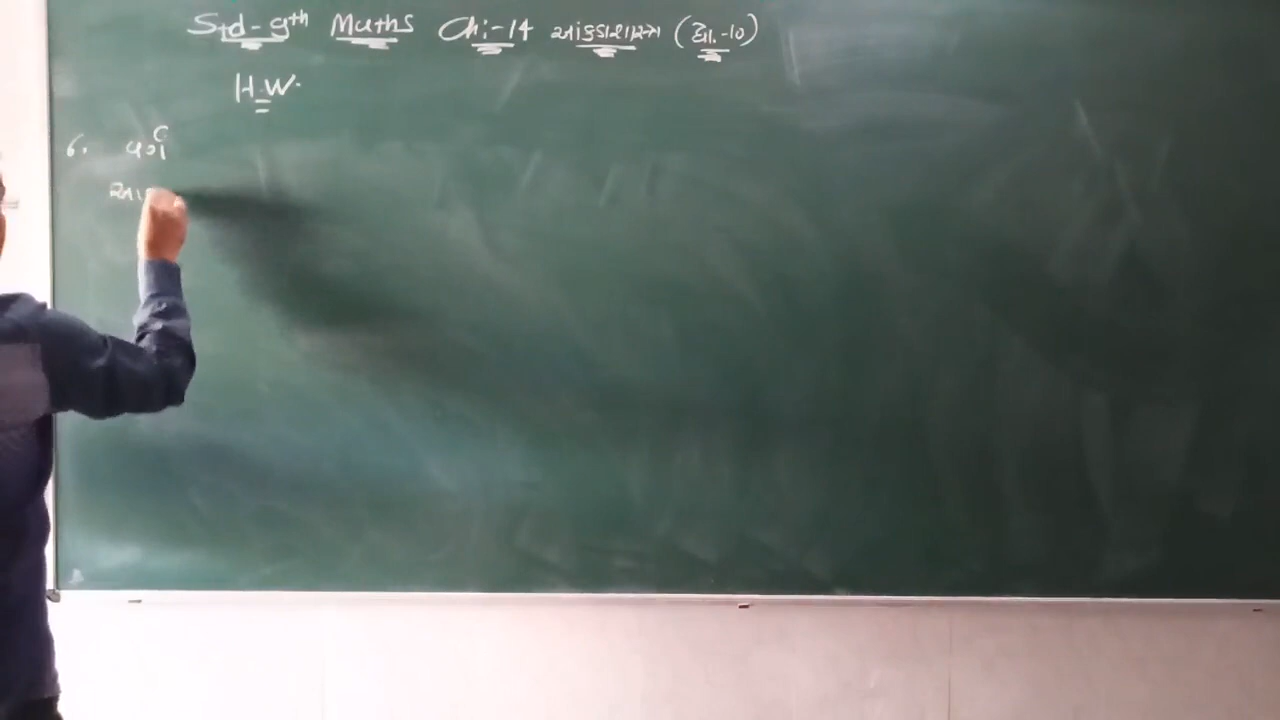 Std-9th Maths Ch:-14 આંકડાશાસ્ત્ર (દા.-10)
H.W.
6. વર્ગ